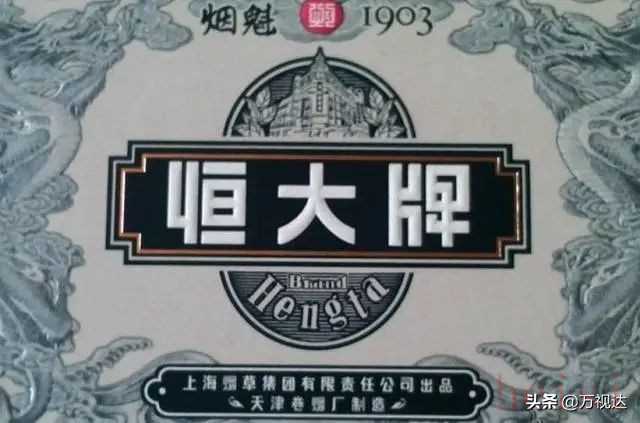 烟魁 1903
恒大牌
Brand
Hengta
上海烟草集团有限责任公司出品
天津卷烟厂制造
头条 @万视达